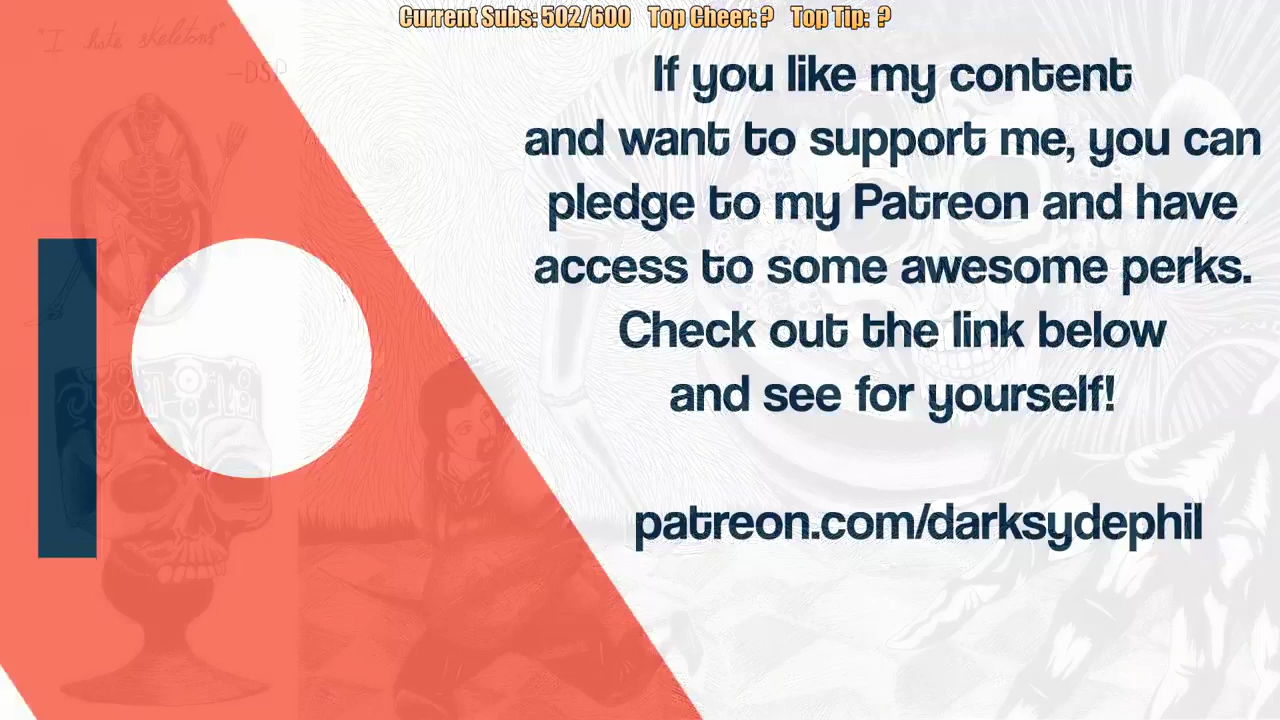 Current Subs: 502/600 Top Cheer: ? Top Tip: ?
"I hate skeletons"
—DSP
If you like my content
and want to support me, you can
pledge to my Patreon and have
access to some awesome perks.
Check out the link below
and see for yourself!
patreon.com/darksydephil